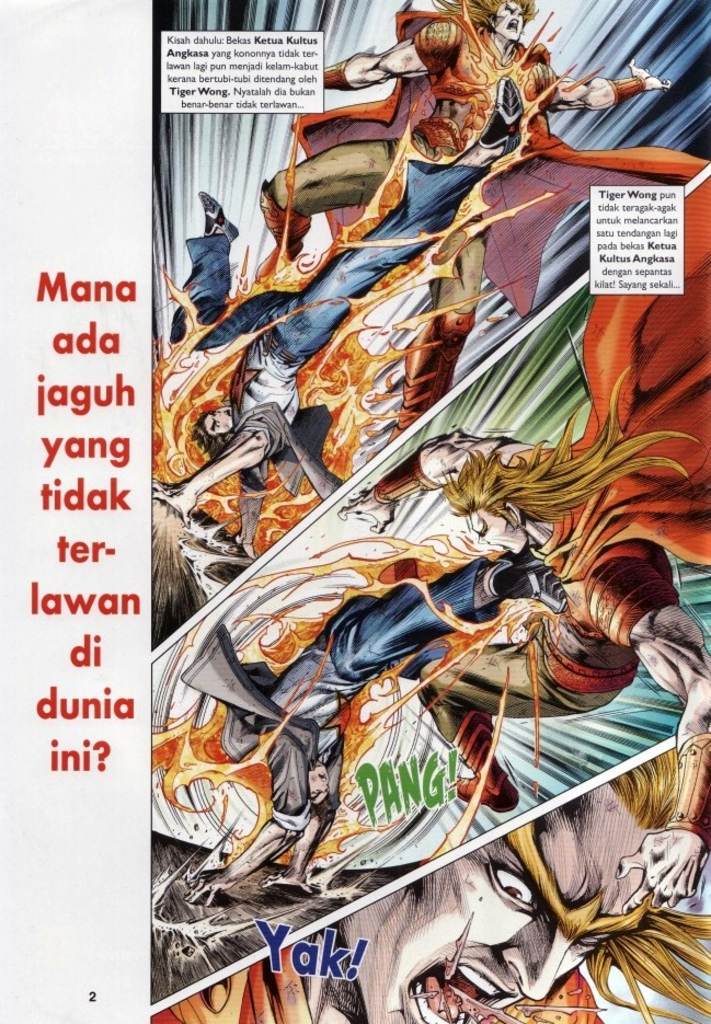 Kisah dahulu: Bekas Ketua Kultus
Angkasa yang kononnya tidak ter-
lawan lagi pun menjadi kelam-kabut
kerana bertubi-tubi ditendang oleh
Tiger Wong. Nyatalah dia bukan
benar-benar tidak terlawan...
Tiger Wong pun
tidak teragak-agak
untuk melancarkan
satu tendangan lagi
pada bekas Ketua
Kultus Angkasa
dengan sepantas
kilat! Sayang sekali...
Mana
ada
jaguh
yang
tidak
ter-
lawan
di
dunia
ini?
PANG!
Yak!
2